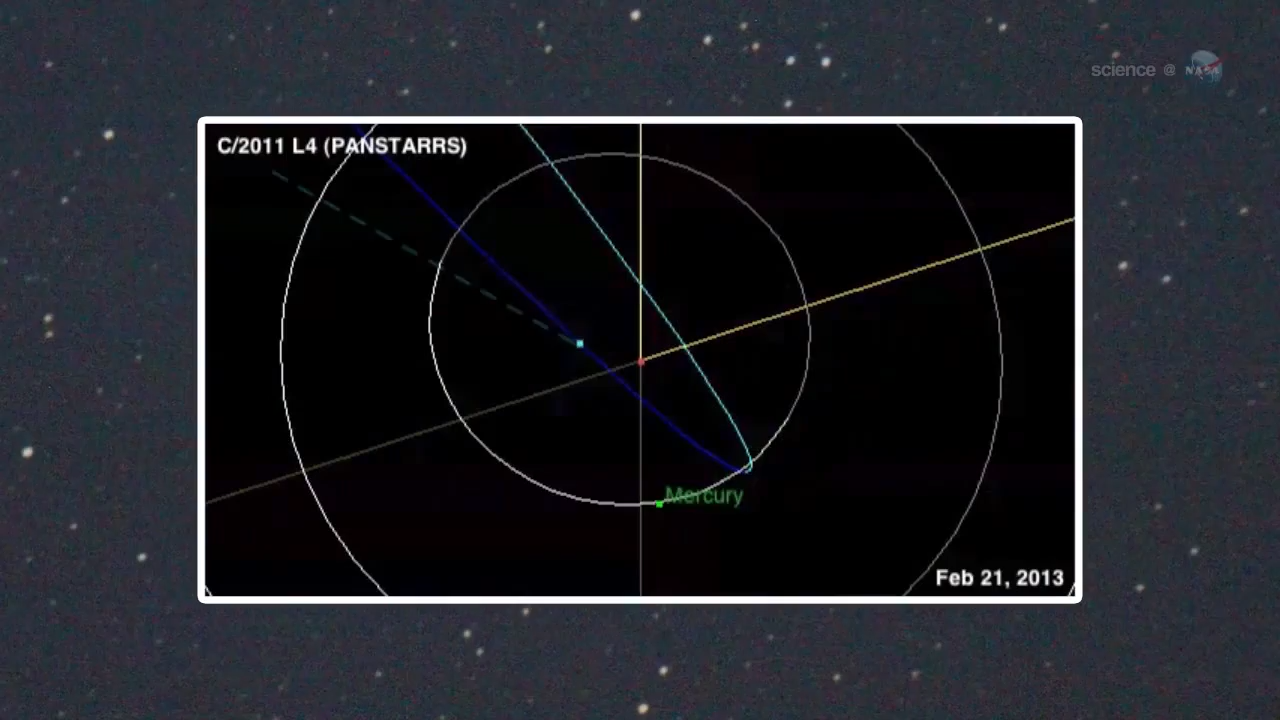 science @ NASA
C/2011 L4 (PANSTARRS)
Mercury
Feb 21, 2013